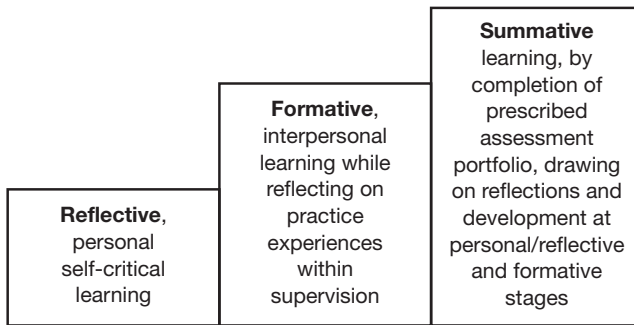 Reflective,
personal
self-critical
learning
Formative,
interpersonal
learning while
reflecting on
practice
experiences
within
supervision
Summative
learning, by
completion of
prescribed
assessment
portfolio, drawing
on reflections and
development at
personal/reflective
and formative
stages